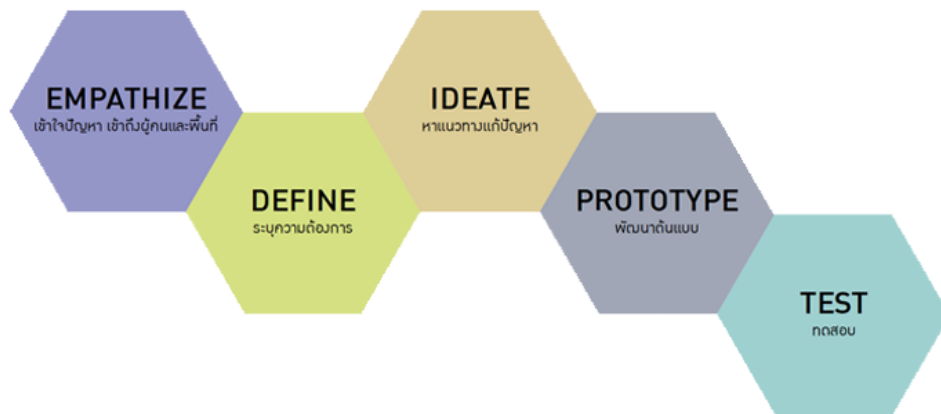 EMPATHIZE
เข้าใจปัญหา เข้าถึงผู้คนและพื้นที่
DEFINE
ระบุความต้องการ
IDEATE
หาแนวทางแก้ปัญหา
PROTOTYPE
พัฒนาต้นแบบ
TEST
ทดสอบ